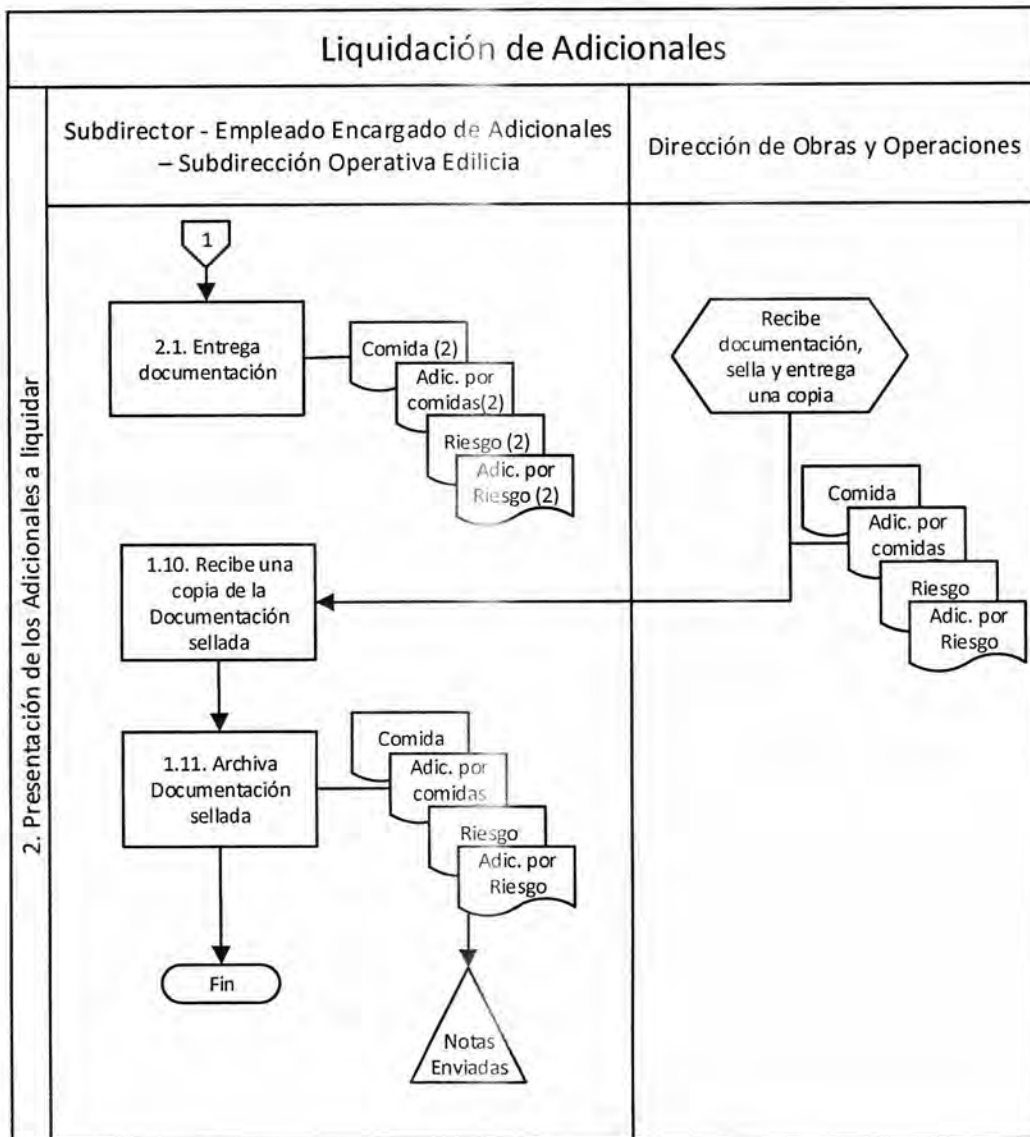 Liquidación de Adicionales
Subdirector - Empleado Encargado de Adicionales
– Subdirección Operativa Edilicia
Dirección de Obras y Operaciones
2. Presentación de los Adicionales a liquidar
1
2.1. Entrega
documentación
Comida (2)
Adic. por
comidas(2)
Riesgo (2)
Adic. por
Riesgo (2)
Recibe
documentación,
sella y entrega
una copia
Comida
Adic. por
comidas
Riesgo
Adic. por
Riesgo
1.10. Recibe una
copia de la
Documentación
sellada
1.11. Archiva
Documentación
sellada
Comida
Adic. por
comidas
Riesgo
Adic. por
Riesgo
Fin
Notas
Enviadas